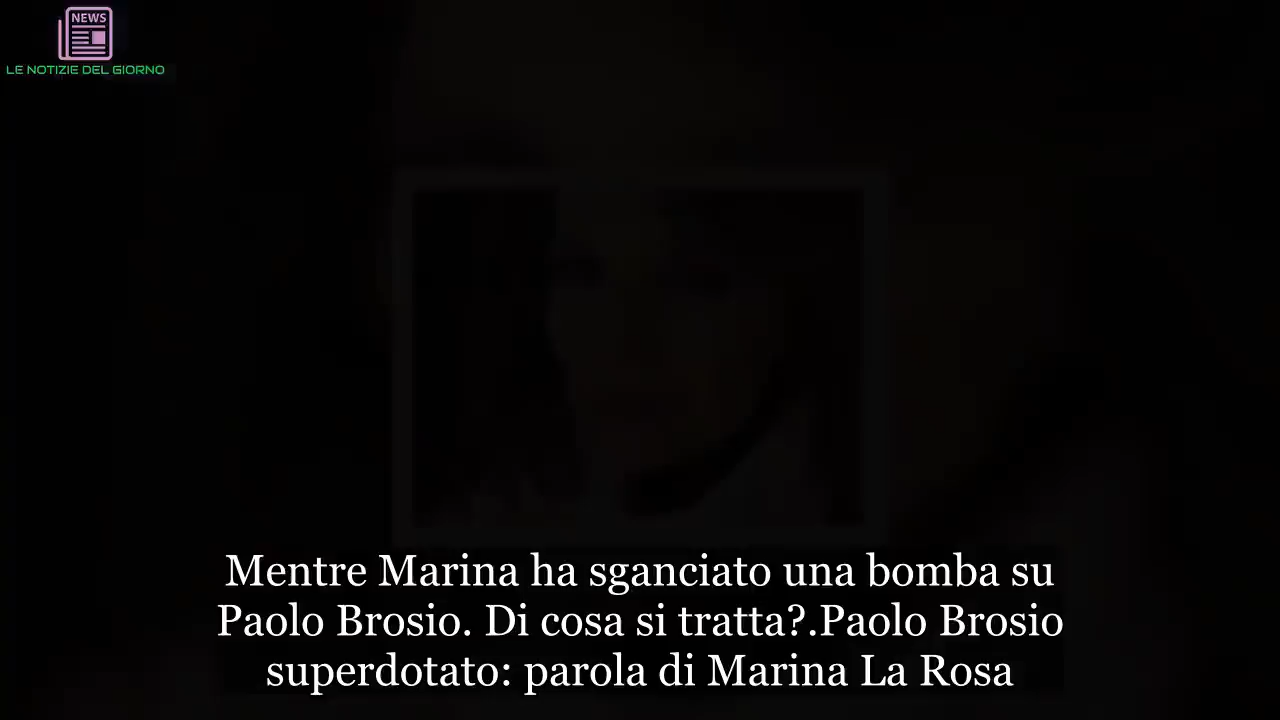 NEWS
LE NOTIZIE DEL GIORNO
Mentre Marina ha sganciato una bomba su
Paolo Brosio. Di cosa si tratta?.Paolo Brosio
superdotato: parola di Marina La Rosa